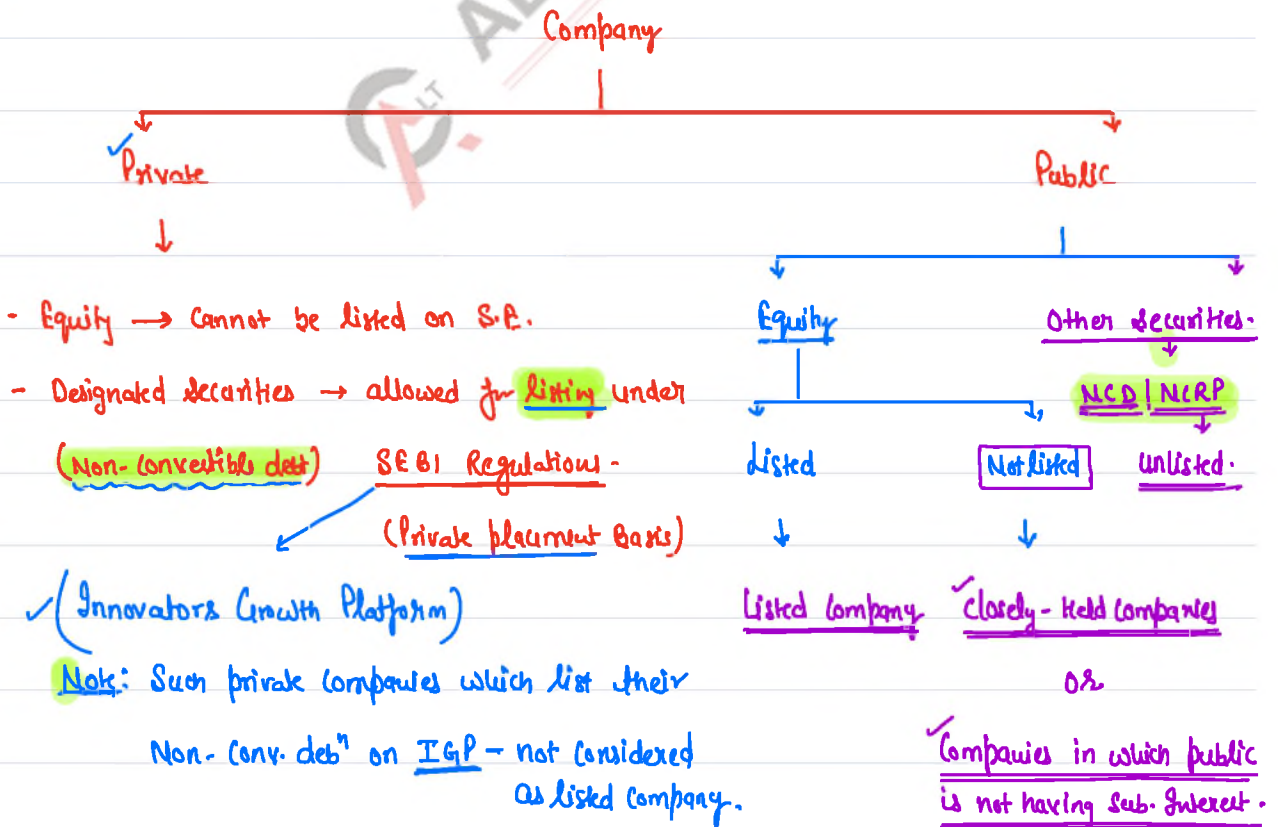 Company
Private
Public
- Equity → Cannot be listed on S.E.
- Designated securities → allowed for listing under
(Non-Convertible debt) SEBI Regulations -
(Private placement Basis)
(Innovators Growth Platform)
Note: Such private companies which list their
Non-Conv. debⁿ on IGP - not considered
as listed company.
Equity
Other securities.
NCD | NCRP
Listed
Not listed
Unlisted.
Listed Company
Closely-Held Companies
or
Companies in which public
is not having Sub. Interest.
LT